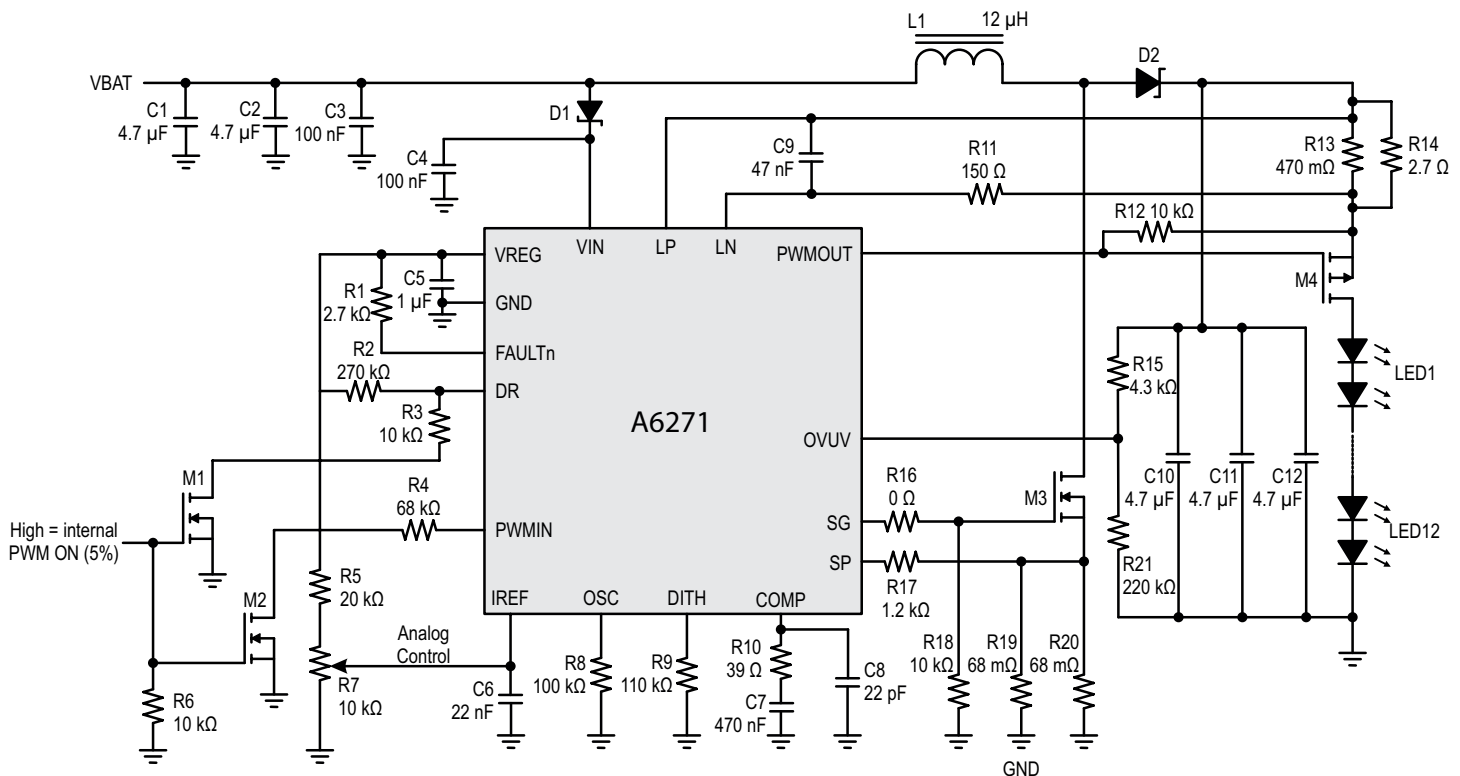 L1
12 µH
D2
VBAT
C1
4.7 µF
C2
4.7 µF
C3
100 nF
D1
C4
100 nF
C9
47 nF
R11
150 Ω
R13
470 mΩ
R14
2.7 Ω
R12 10 kΩ
VIN
LP
LN
PWMOUT
VREG
C5
1 µF
GND
R1
2.7 kΩ
FAULTn
R2
270 kΩ
DR
R3
10 kΩ
A6271
M4
LED1
R15
4.3 kΩ
OVUV
M1
R4
68 kΩ
PWMIN
High = internal
PWM ON (5%)
R16
0 Ω
SG
SP
R17
1.2 kΩ
M3
C10
4.7 µF
C11
4.7 µF
C12
4.7 µF
LED12
R21
220 kΩ
M2
R5
20 kΩ
IREF
OSC
DITH
COMP
Analog
Control
R6
10 kΩ
R7
10 kΩ
C6
22 nF
R8
100 kΩ
R9
110 kΩ
R10
39 Ω
C7
470 nF
C8
22 pF
R18
10 kΩ
R19
68 mΩ
R20
68 mΩ
GND